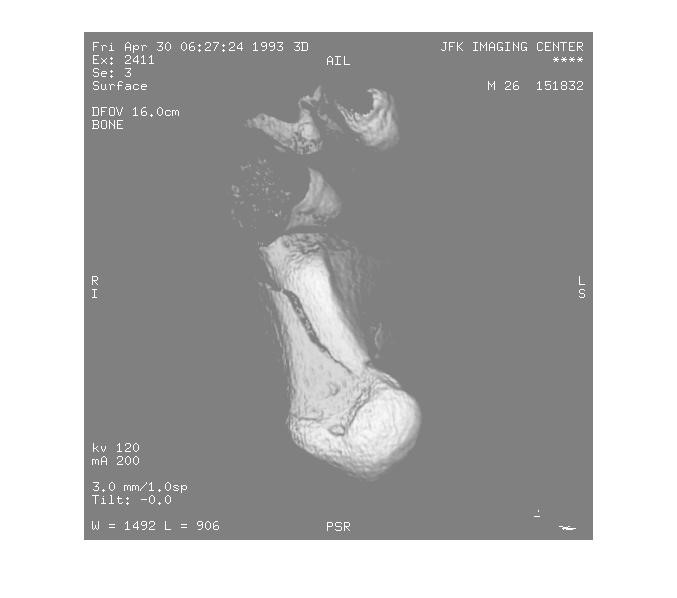 Fri Apr 30 06:27:24 1993 3D
JFK IMAGING CENTER
Ex: 2411
AIL
****
Se: 3
Surface
M 26 151832
DFOV 16.0cm
BONE
R
I
L
S
kv 120
mA 200
3.0 mm/1.0sp
Tilt: -0.0
W = 1492 L = 906
PSR